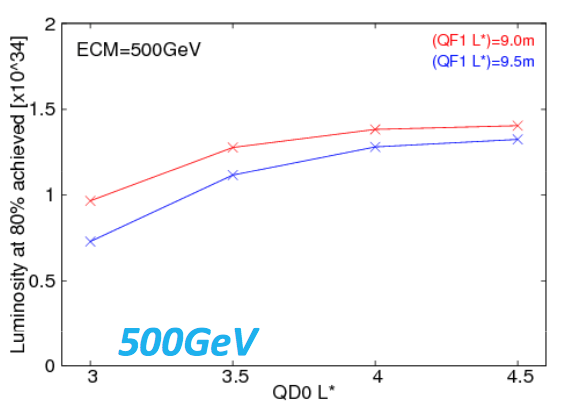 2
ECM=500GeV
(QF1 L*)=9.0m
(QF1 L*)=9.5m
Luminosity at 80% achieved [x10^34]
1.5
1
0.5
0
500GeV
3 3.5 4 4.5
QD0 L*